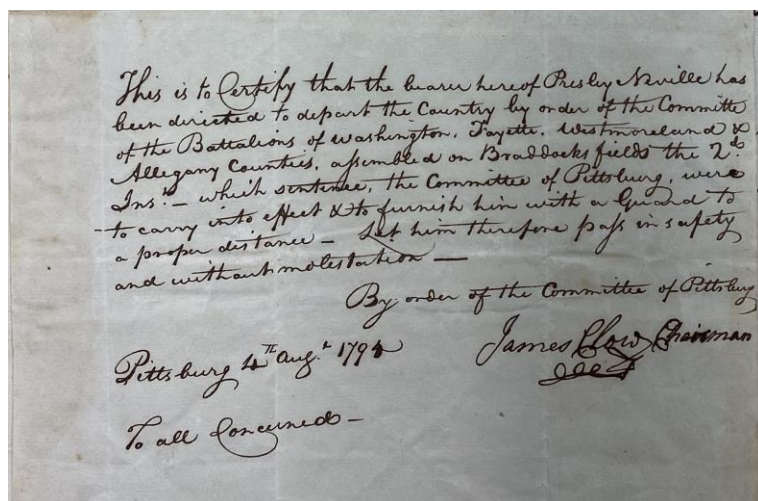 This is to Certify that the bearer hereof Presley Neville has
been directed to depart the Country by order of the Committe
of the Battalions of Washington, Fayette, Westmoreland &
Allegany Counties, assembled on Braddocks fields the 2d.
Inst. — which sentence, the Committee of Pittsburg, were
to carry into effect & to furnish him with a Guard to
a proper distance — Let him therefore pass in safety
and without molestation —
By order of the Committee of Pittsburg
James Clow Chairman
Pittsburg 4th Augt 1794
To all Concerned —